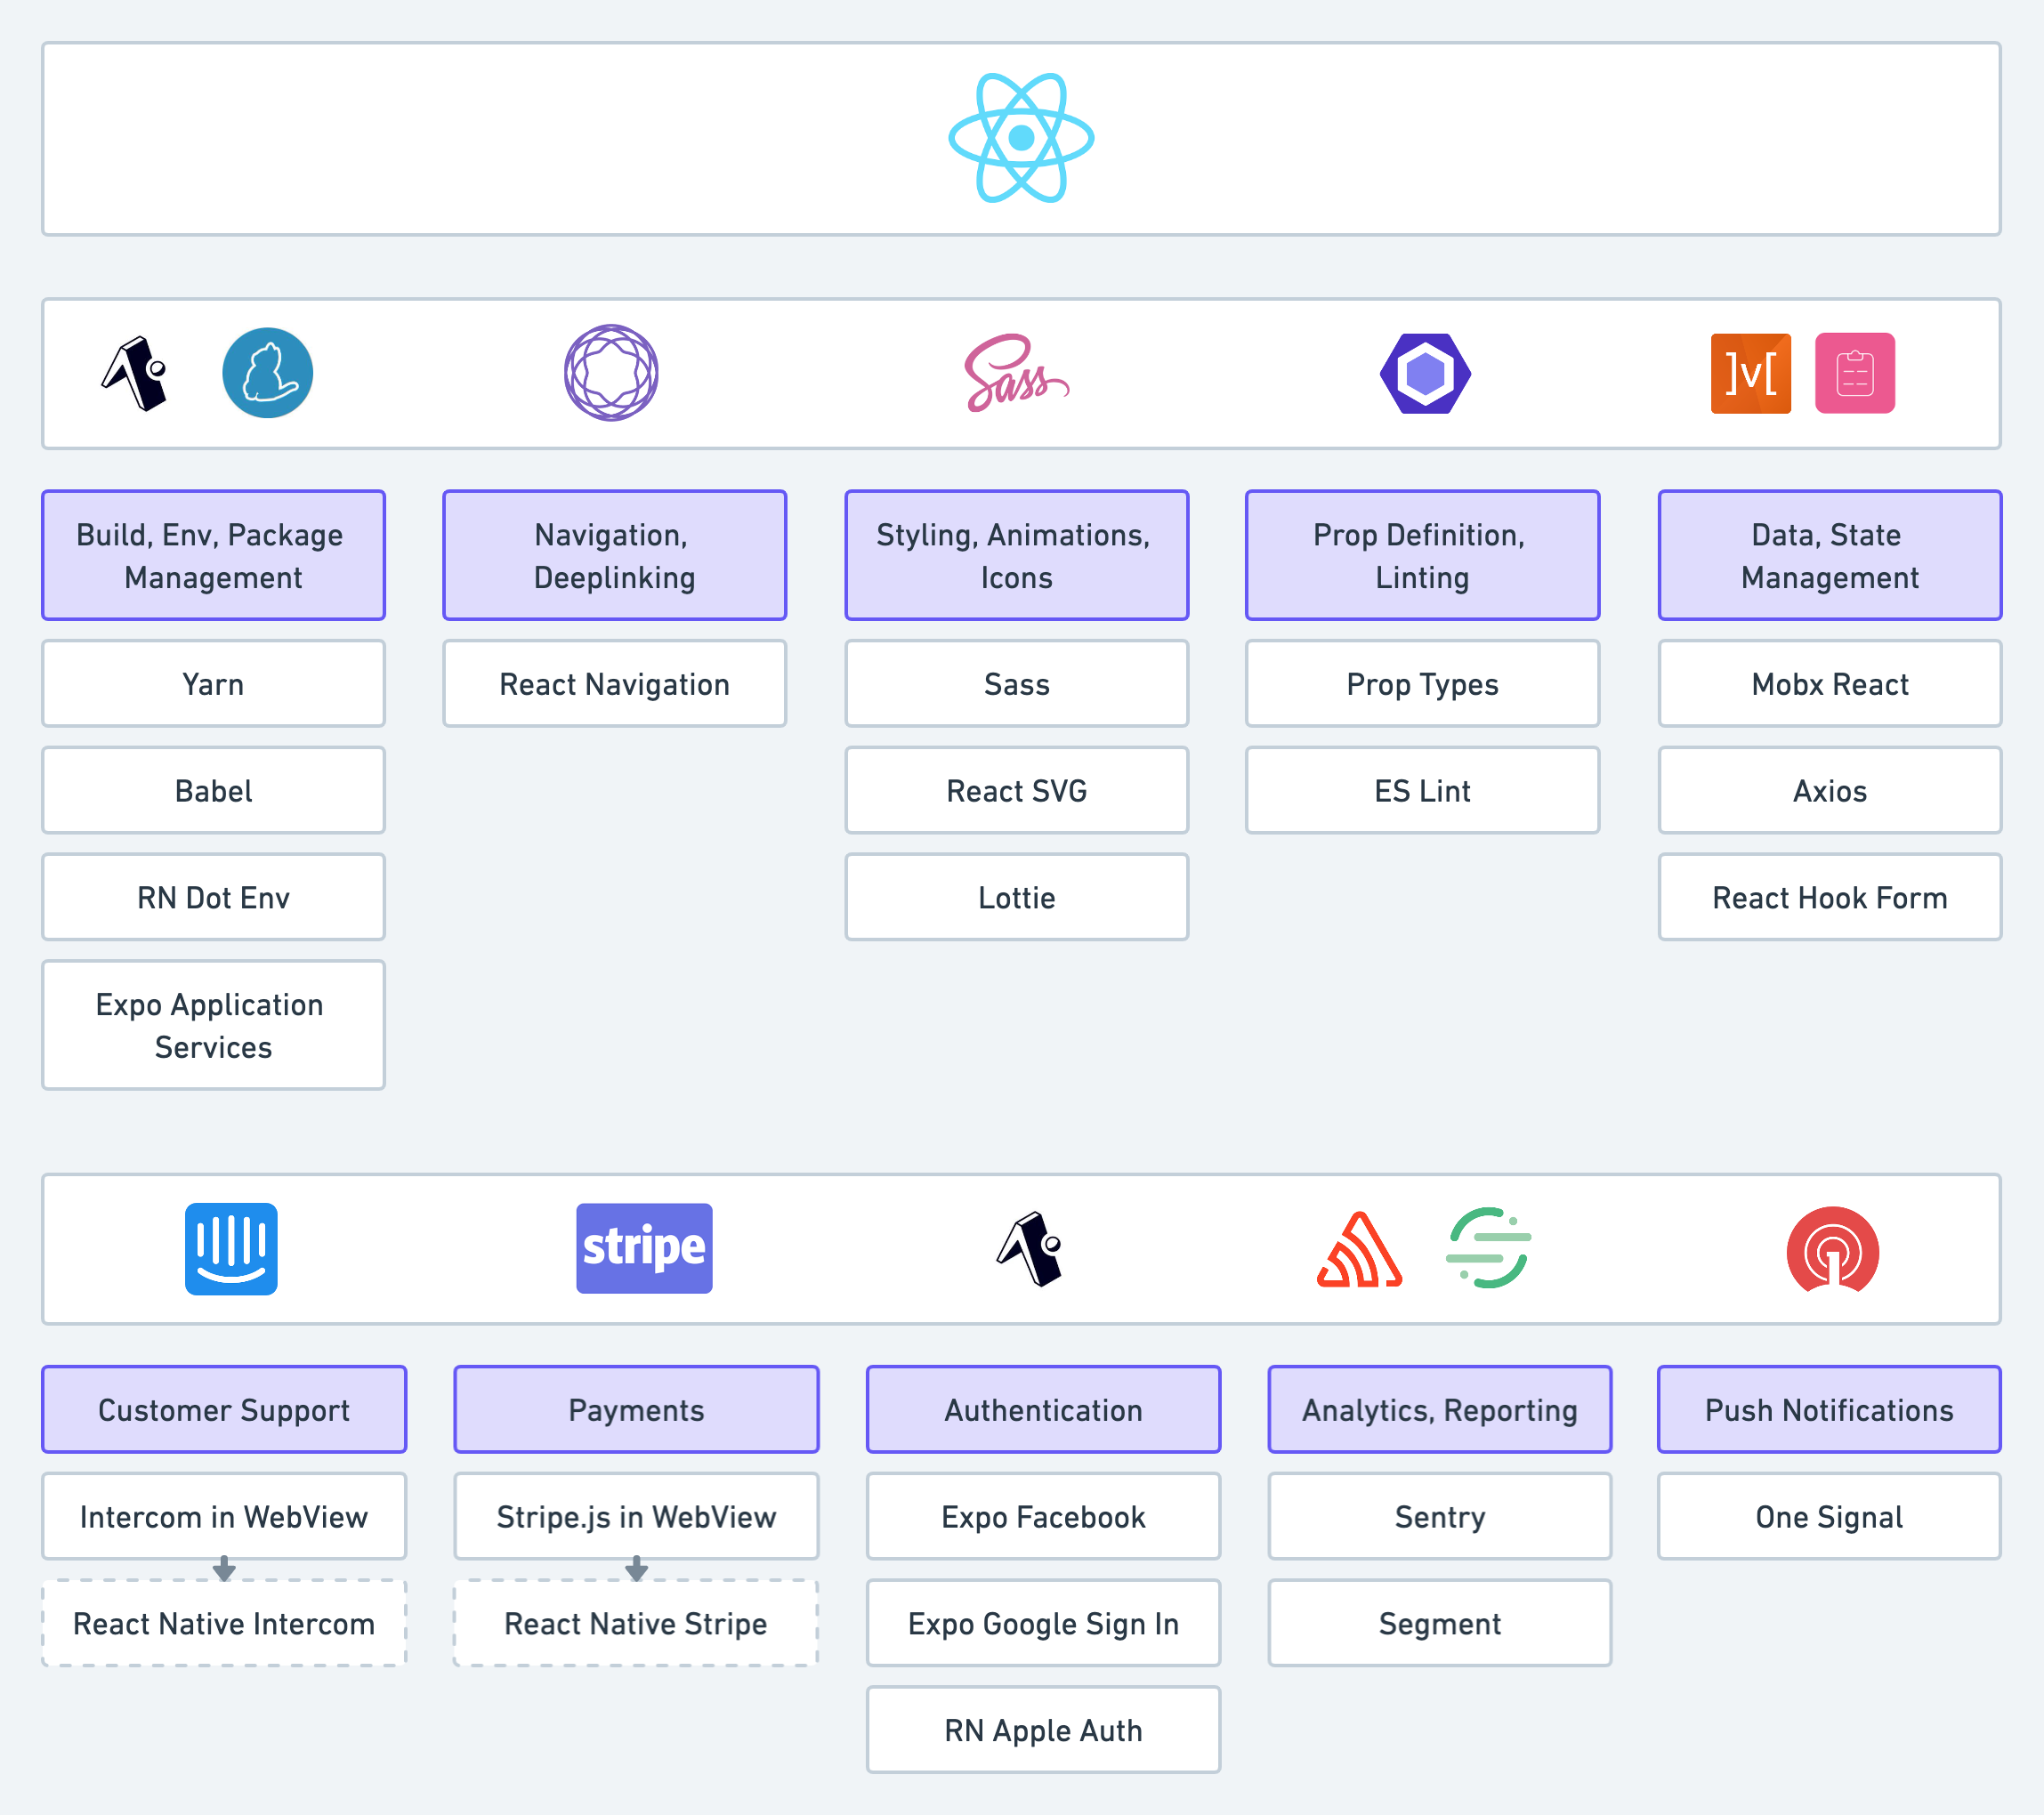 Sass
]v[
Build, Env, Package
Management
Navigation,
Deeplinking
Styling, Animations,
Icons
Prop Definition,
Linting
Data, State
Management
Yarn
React Navigation
Sass
Prop Types
Mobx React
Babel
React SVG
ES Lint
Axios
RN Dot Env
Lottie
React Hook Form
Expo Application
Services
stripe
Customer Support
Payments
Authentication
Analytics, Reporting
Push Notifications
Intercom in WebView
Stripe.js in WebView
Expo Facebook
Sentry
One Signal
React Native Intercom
React Native Stripe
Expo Google Sign In
Segment
RN Apple Auth